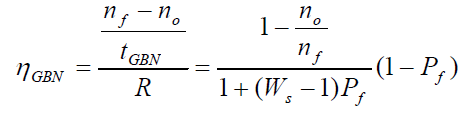 η_GBN = ((n_f − n_o) / t_GBN) / R = (1 − n_o / n_f) / (1 + (W_s − 1)P_f) (1 − P_f)